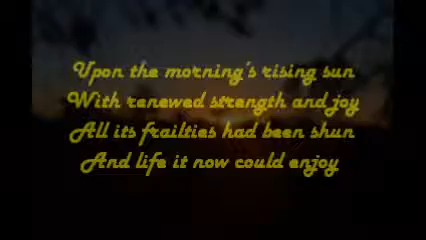 Upon the morning's rising sun
With renewed strength and joy
All its frailties had been shun
And life it now could enjoy